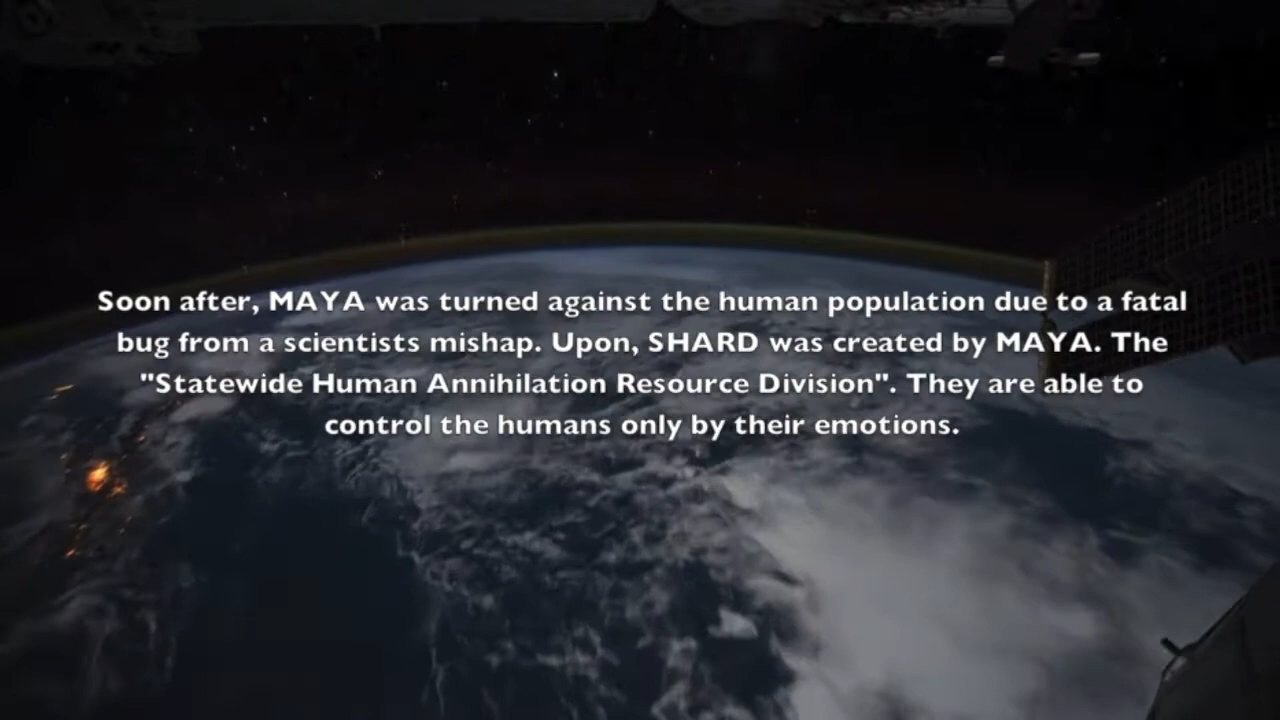 Soon after, MAYA was turned against the human population due to a fatal
bug from a scientists mishap. Upon, SHARD was created by MAYA. The
"Statewide Human Annihilation Resource Division". They are able to
control the humans only by their emotions.